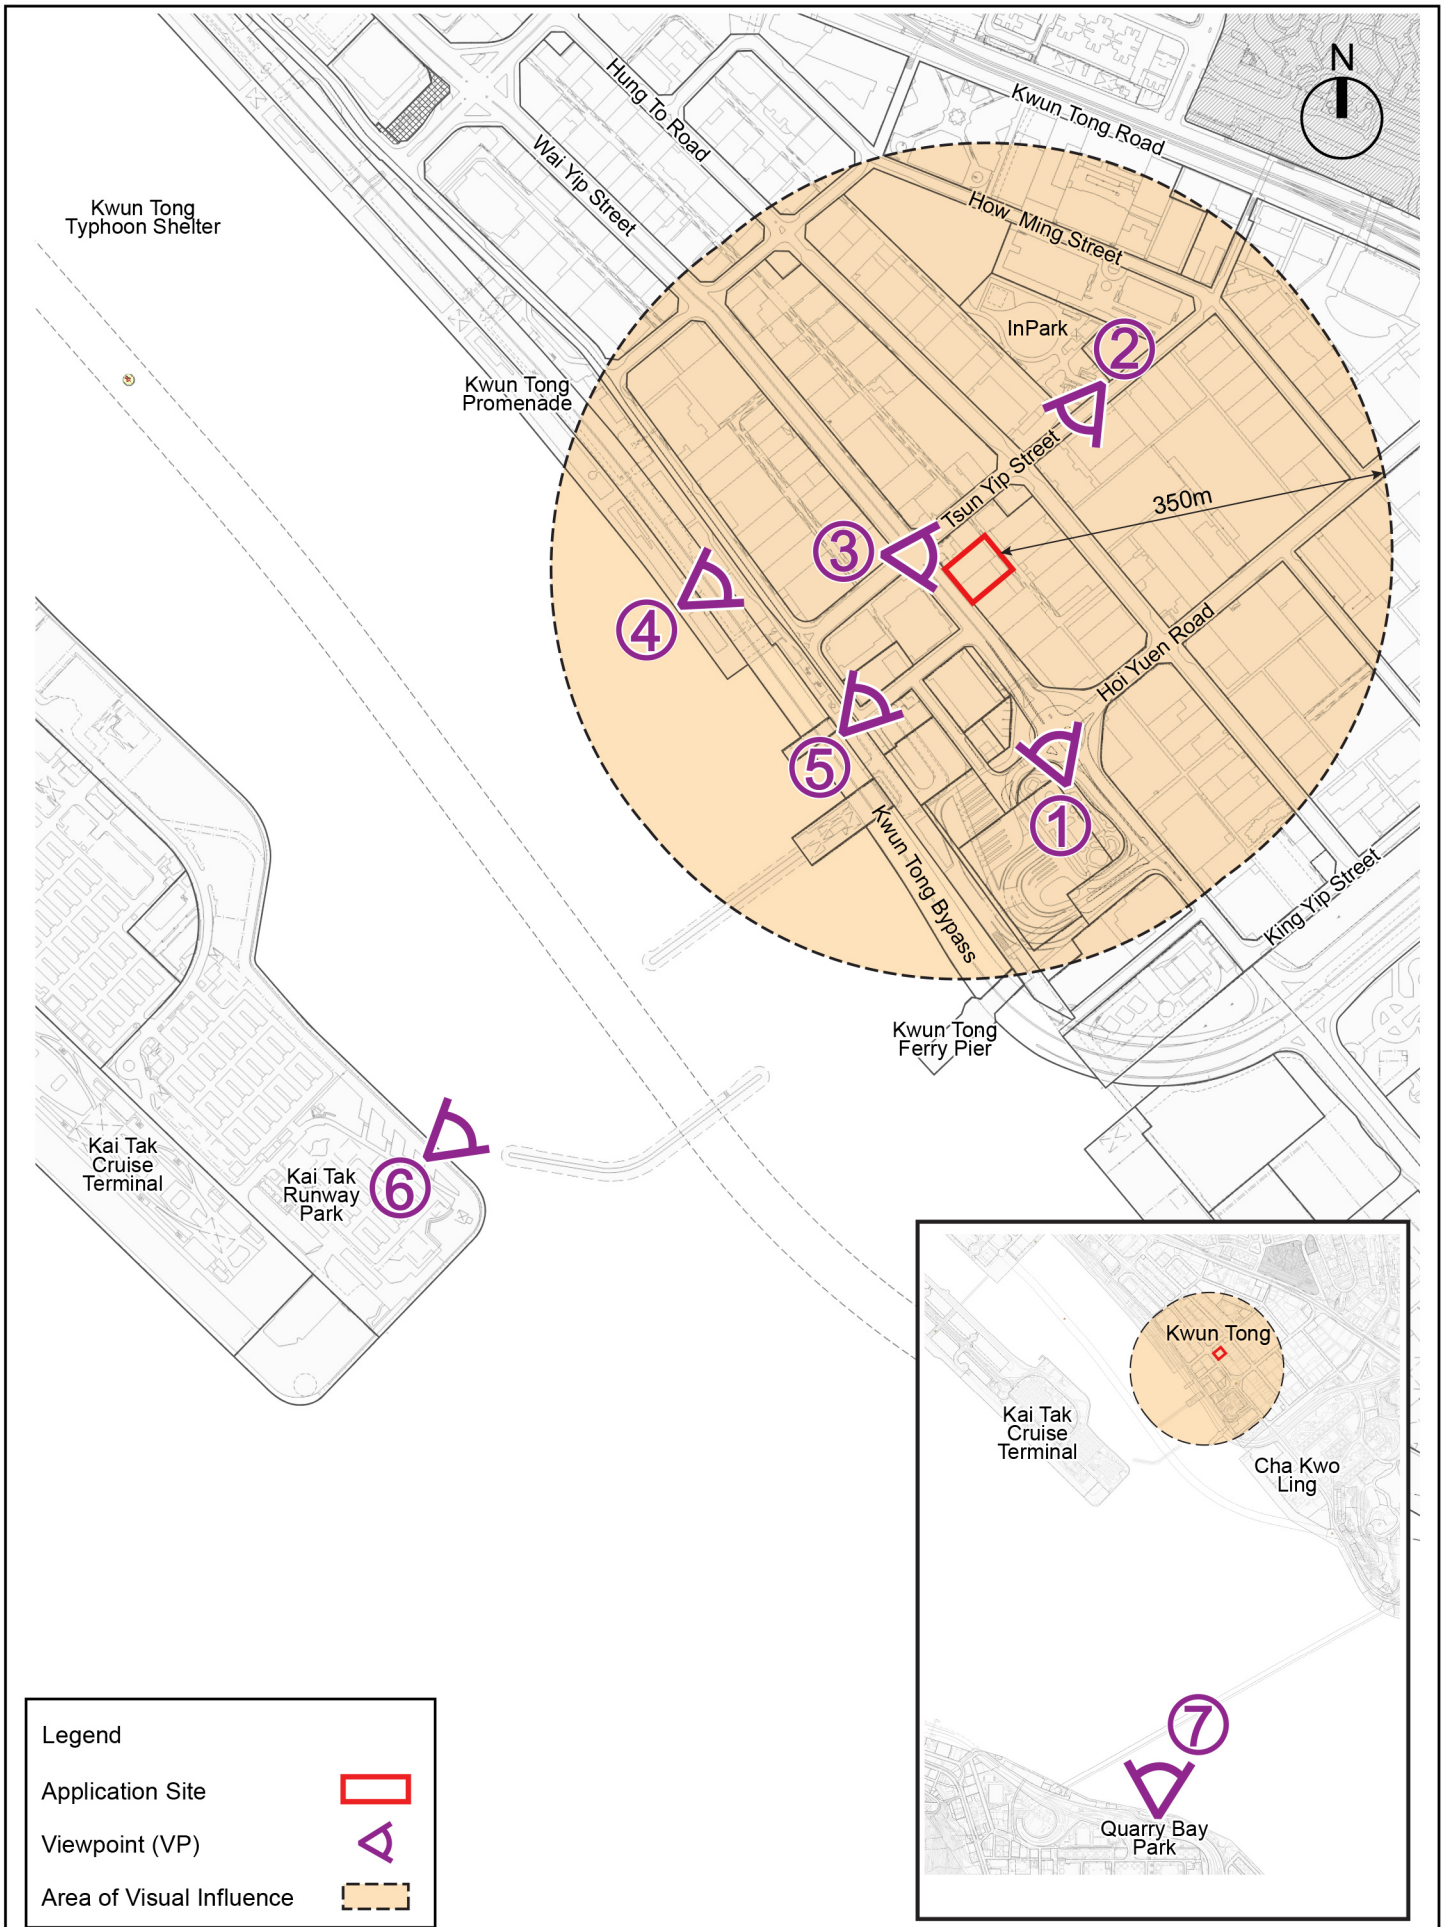 N
Kwun Tong Road
Hung To Road
Wai Yip Street
Kwun Tong
Typhoon Shelter
How Ming Street
InPark
2
Kwun Tong
Promenade
Tsun Yip Street
350m
3
4
Hoi Yuen Road
5
1
Kwun Tong Bypass
King Yip Street
Kwun Tong
Ferry Pier
Kai Tak
Cruise
Terminal
Kai Tak
Runway
Park
6
Kwun Tong
Kai Tak
Cruise
Terminal
Cha Kwo
Ling
7
Quarry Bay
Park
Legend
Application Site
Viewpoint (VP)
Area of Visual Influence